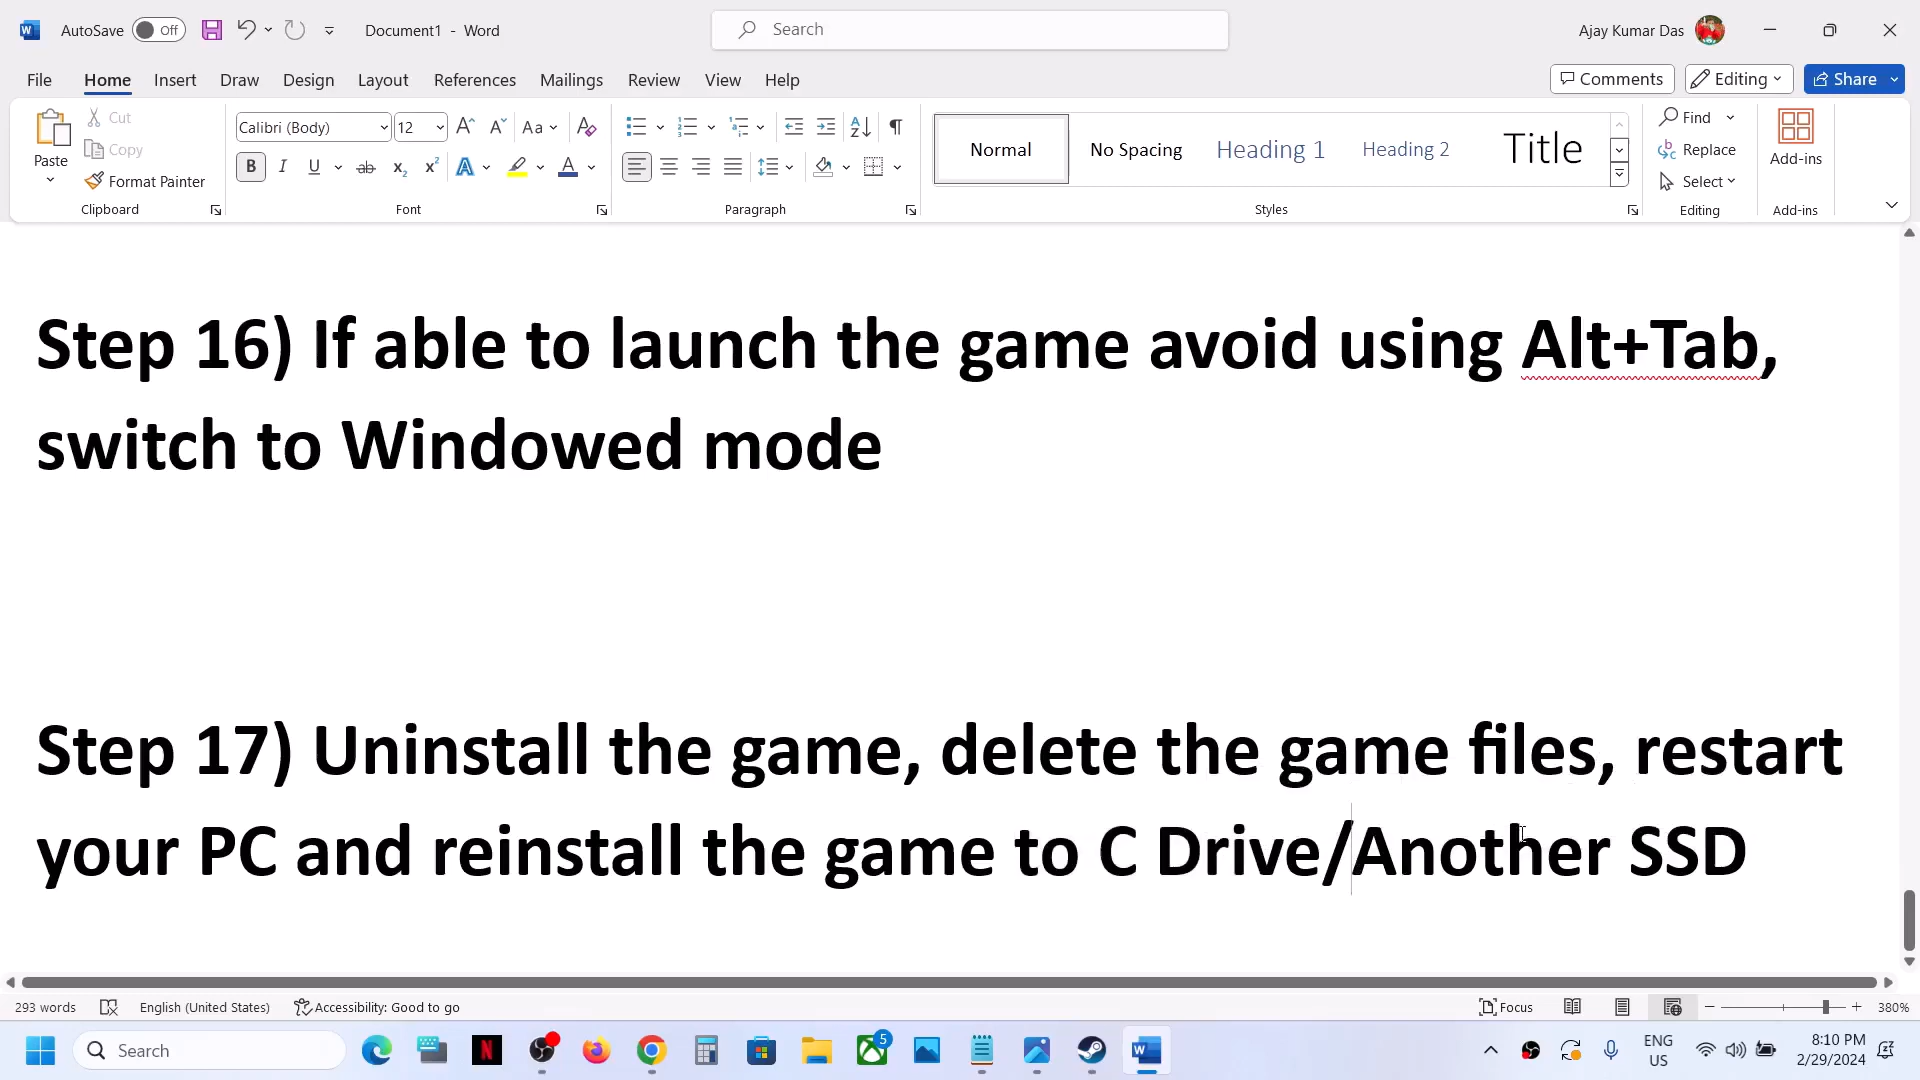 AutoSave Off Document1 - Word Search Ajay Kumar Das
File Home Insert Draw Design Layout References Mailings Review View Help Comments Editing Share
Paste Cut Copy Format Painter Clipboard
Calibri (Body) 12 Aa
B I U ab x₂ x² A A Font
Paragraph
Normal No Spacing Heading 1 Heading 2 Title Styles
Find Replace Select Editing
Add-ins Add-ins
Step 16) If able to launch the game avoid using Alt+Tab,
switch to Windowed mode
Step 17) Uninstall the game, delete the game files, restart
your PC and reinstall the game to C Drive/Another SSD
293 words English (United States) Accessibility: Good to go Focus 380%
Search 5 ENG US 8:10 PM 2/29/2024